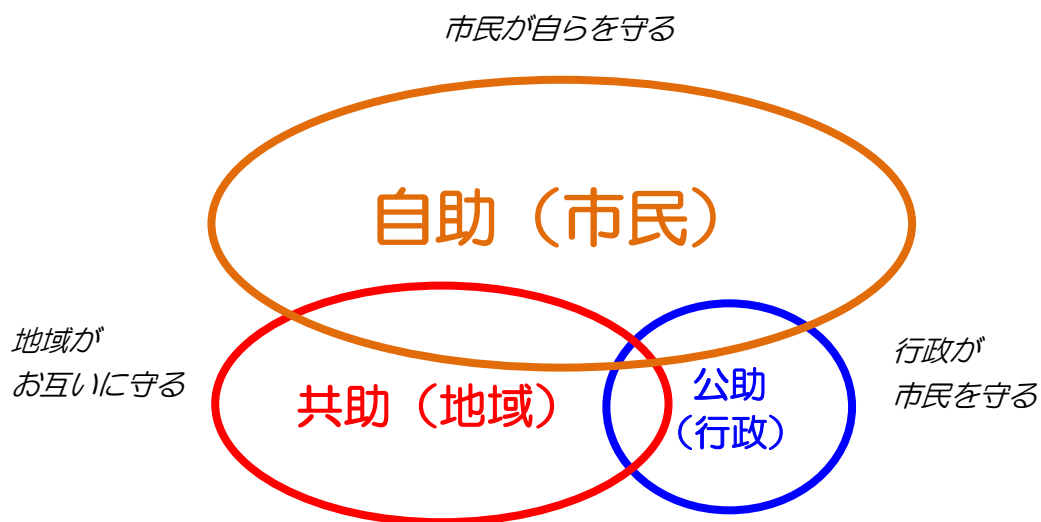 市民が自らを守る
自助（市民）
地域が
お互いに守る
共助（地域）
公助
（行政）
行政が
市民を守る